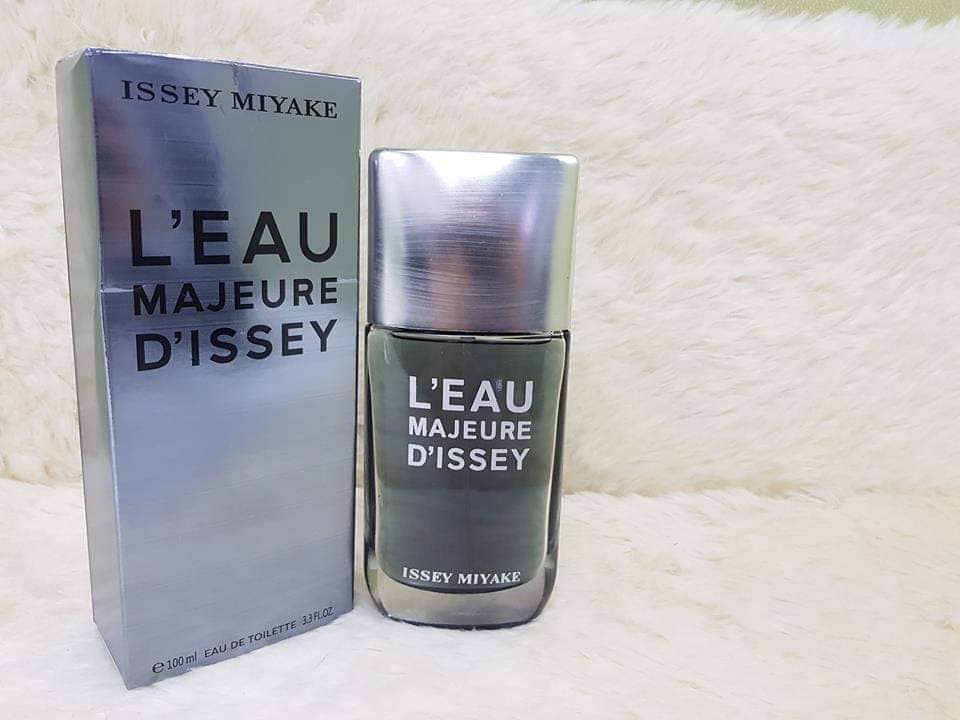 ISSEY MIYAKE
L'EAU
MAJEURE
D'ISSEY
e 100 ml EAU DE TOILETTE 3.3 FL.OZ.
L'EAU
MAJEURE
D'ISSEY
ISSEY MIYAKE